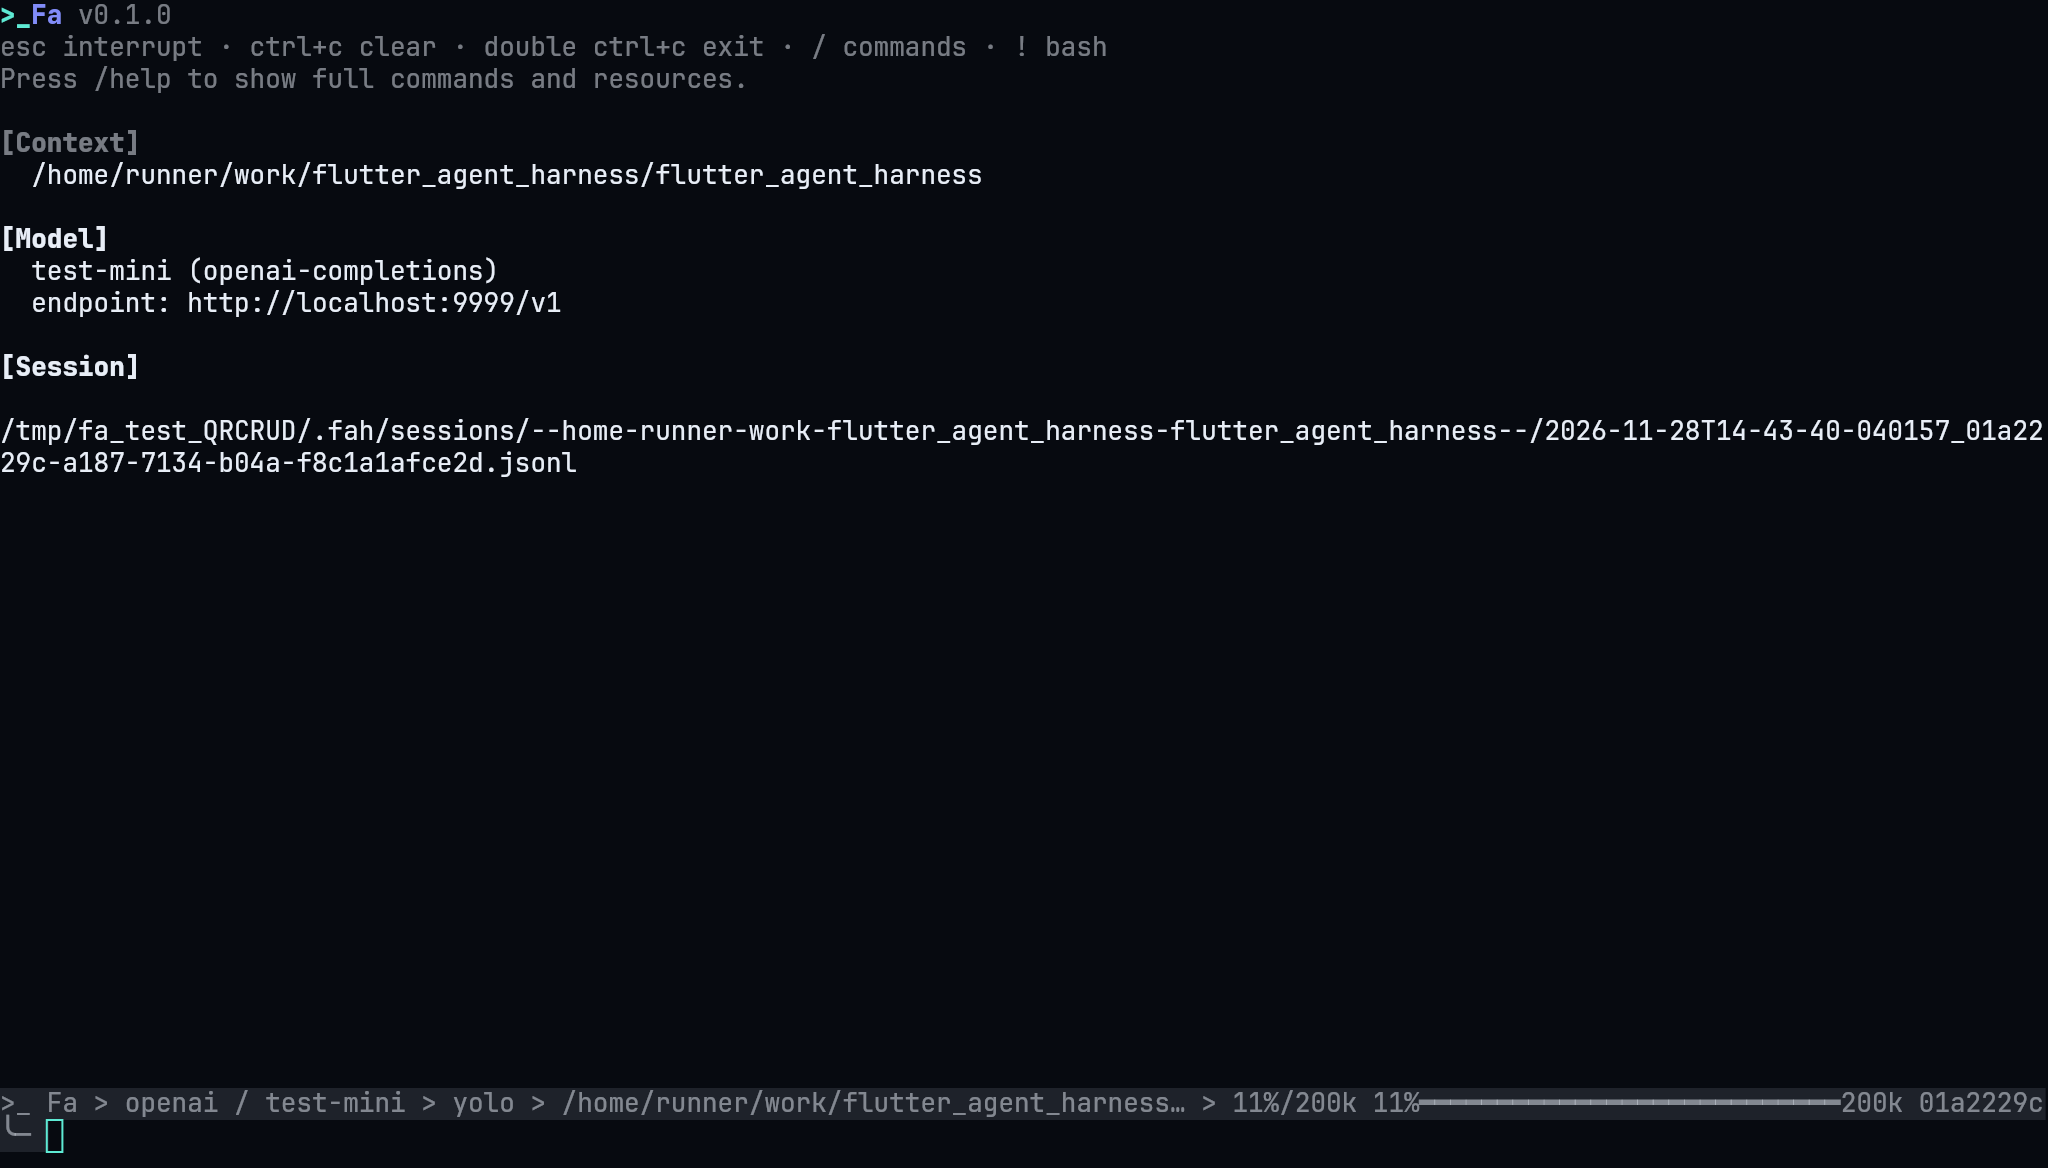 >_Fa v0.1.0
esc interrupt · ctrl+c clear · double ctrl+c exit · / commands · ! bash
Press /help to show full commands and resources.
[Context]
/home/runner/work/flutter_agent_harness/flutter_agent_harness
[Model]
test-mini (openai-completions)
endpoint: http://localhost:9999/v1
[Session]
/tmp/fa_test_QRCRUD/.fah/sessions/--home-runner-work-flutter_agent_harness-flutter_agent_harness--/2026-11-28T14-43-40-040157_01a22
29c-a187-7134-b04a-f8c1a1afce2d.jsonl
>_ Fa > openai / test-mini > yolo > /home/runner/work/flutter_agent_harness… > 11%/200k 11%━━━━━━━━━━━━━━━━━━━━━━━━━━━200k 01a2229c
╰─